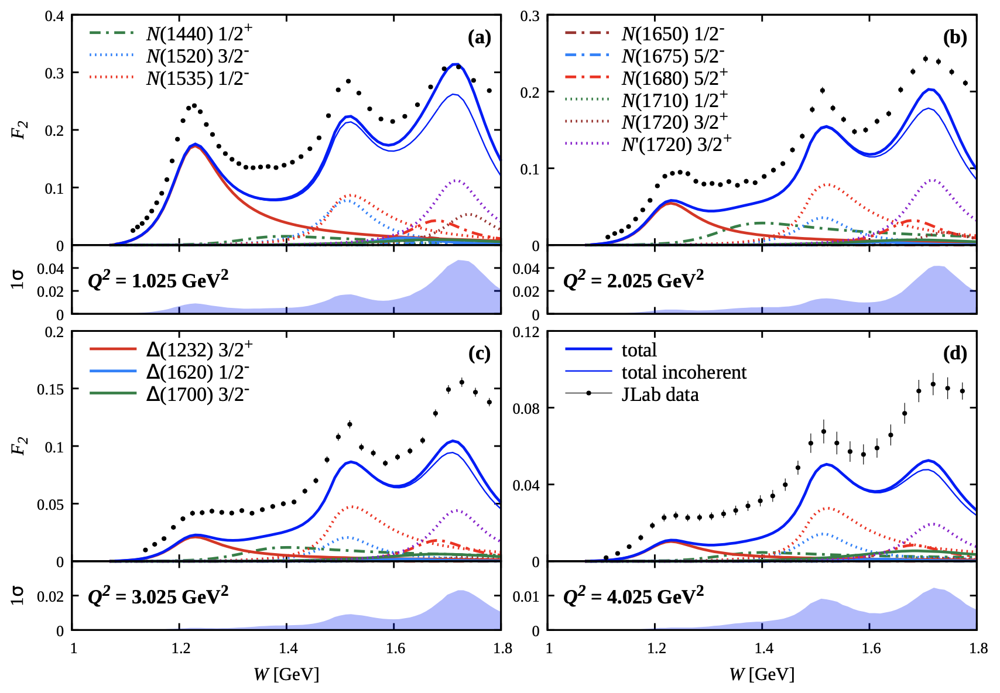 0.4
0.3
0.2
0.1
0
F2
N(1440) 1/2+
N(1520) 3/2-
N(1535) 1/2-
(a)
0.04
0.02
0
1σ
Q2 = 1.025 GeV2
0.3
0.2
0.1
0
N(1650) 1/2-
N(1675) 5/2-
N(1680) 5/2+
N(1710) 1/2+
N(1720) 3/2+
N'(1720) 3/2+
(b)
0.04
0.02
0
Q2 = 2.025 GeV2
0.2
0.15
0.1
0.05
0
F2
Δ(1232) 3/2+
Δ(1620) 1/2-
Δ(1700) 3/2-
(c)
0.02
0
1σ
Q2 = 3.025 GeV2
1
1.2
1.4
1.6
1.8
W [GeV]
0.12
0.08
0.04
0
total
total incoherent
JLab data
(d)
0.01
0
Q2 = 4.025 GeV2
1
1.2
1.4
1.6
1.8
W [GeV]